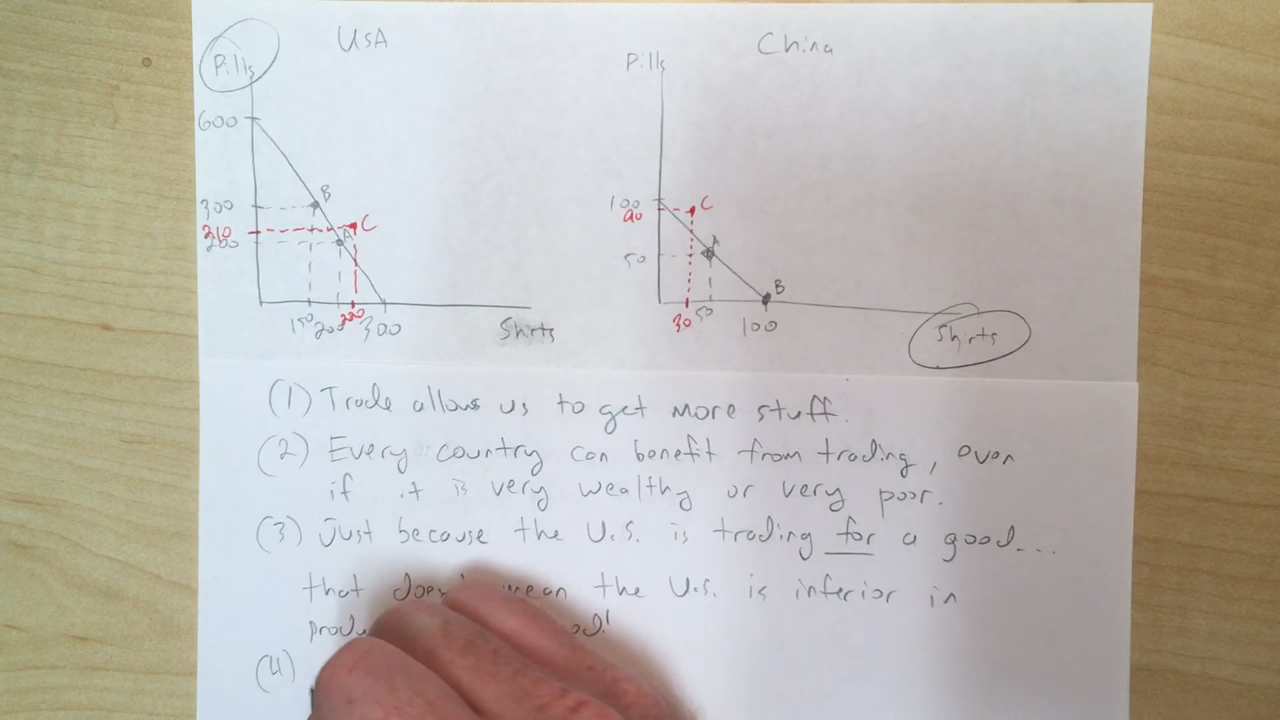 USA
China
Pills
Pills
600
300
210
200
B
C
A
150
200
200
300
Shirts
100
90
50
C
A
B
30
50
100
Shirts
(1) Trade allows us to get more stuff.
(2) Every country can benefit from trading, even
if it is very wealthy or very poor.
(3) Just because the U.S. is trading for a good...
that mean the U.S. is inferior in
(4)